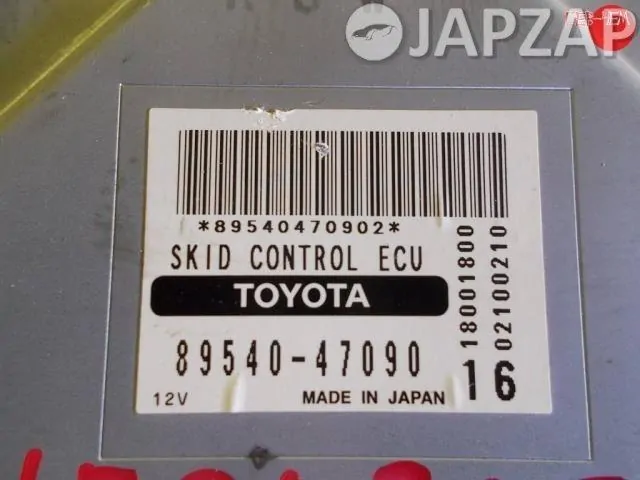 JAPZAP
*89540470902*
SKID CONTROL ECU
TOYOTA
89540-47090
12V
MADE IN JAPAN
18001800
02100210
16